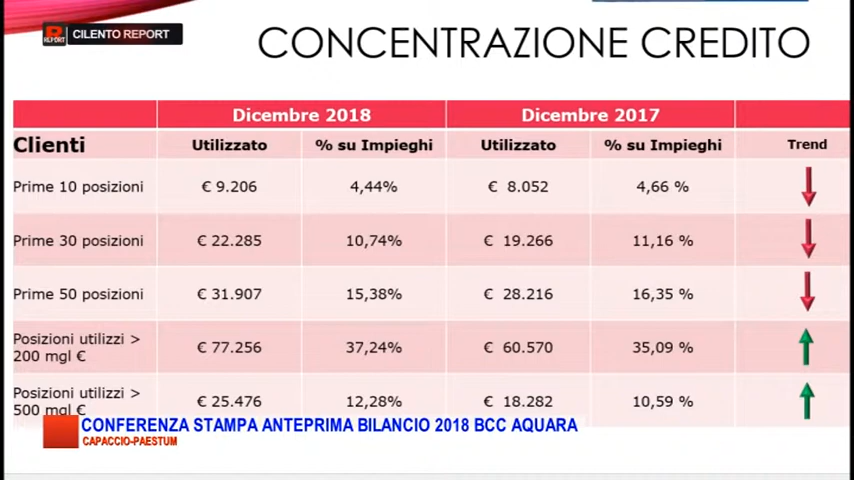 REPORT
CILENTO REPORT
CONCENTRAZIONE CREDITO
Dicembre 2018 Dicembre 2017
Clienti Utilizzato % su Impieghi Utilizzato % su Impieghi Trend
Prime 10 posizioni € 9.206 4,44% € 8.052 4,66 %
Prime 30 posizioni € 22.285 10,74% € 19.266 11,16 %
Prime 50 posizioni € 31.907 15,38% € 28.216 16,35 %
Posizioni utilizzi >
200 mgl € € 77.256 37,24% € 60.570 35,09 %
Posizioni utilizzi >
500 mgl € € 25.476 12,28% € 18.282 10,59 %
CONFERENZA STAMPA ANTEPRIMA BILANCIO 2018 BCC AQUARA
CAPACCIO-PAESTUM